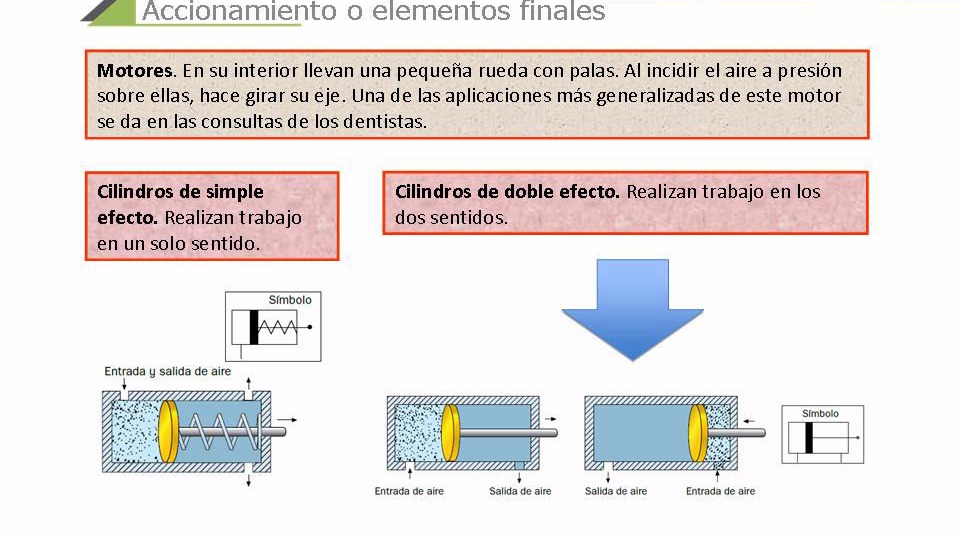 Accionamiento o elementos finales
Motores. En su interior llevan una pequeña rueda con palas. Al incidir el aire a presión
sobre ellas, hace girar su eje. Una de las aplicaciones más generalizadas de este motor
se da en las consultas de los dentistas.
Cilindros de simple
efecto. Realizan trabajo
en un solo sentido.
Cilindros de doble efecto. Realizan trabajo en los
dos sentidos.
Símbolo
Entrada y salida de aire
Símbolo
Entrada de aire
Salida de aire
Salida de aire
Entrada de aire